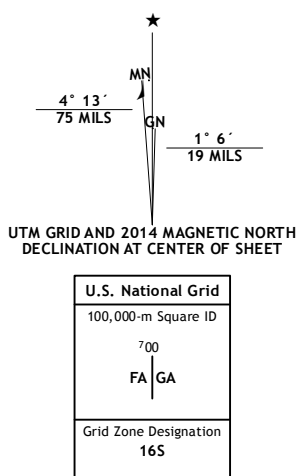 ★
MN
4° 13´
75 MILS
GN
1° 6´
19 MILS
UTM GRID AND 2014 MAGNETIC NORTH
DECLINATION AT CENTER OF SHEET
U.S. National Grid
100,000-m Square ID
⁷00
FA GA
Grid Zone Designation
16S